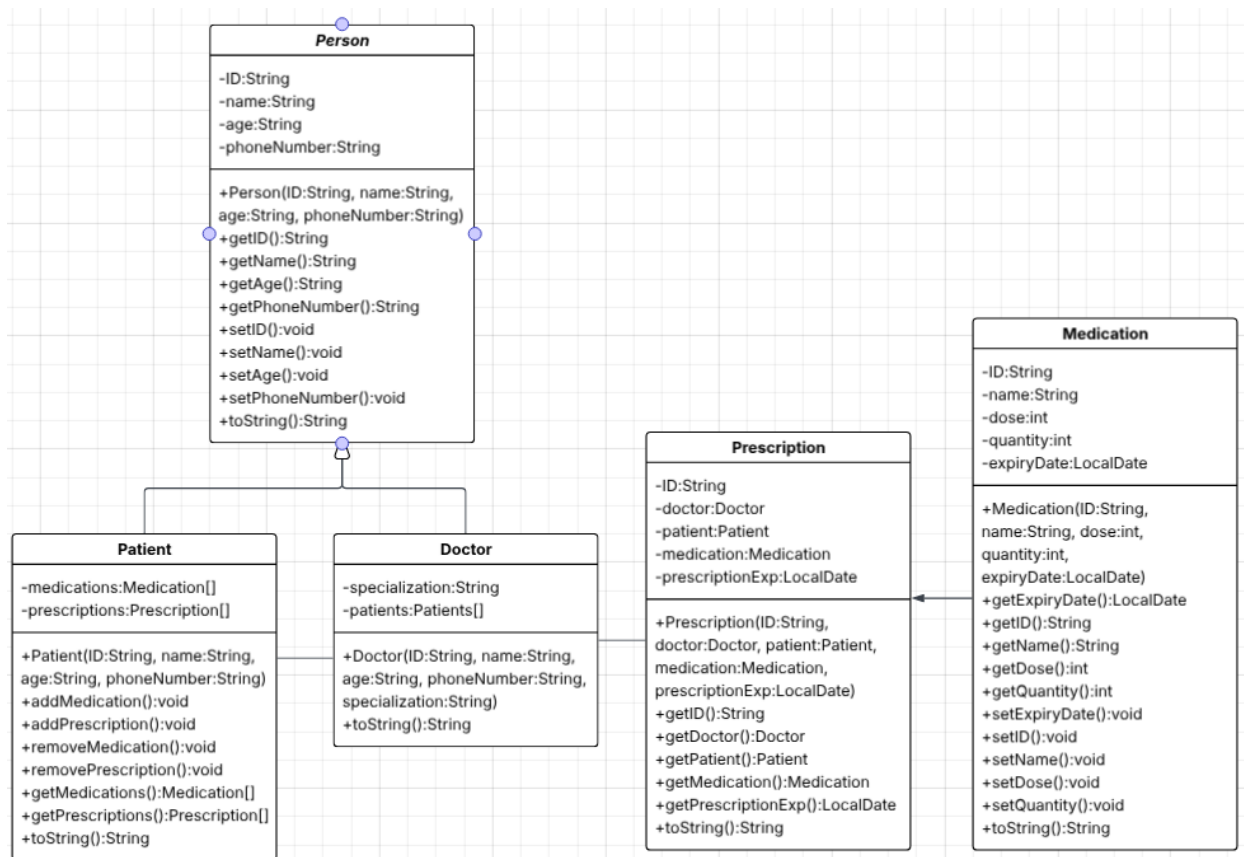 Person
-ID:String
-name:String
-age:String
-phoneNumber:String
+Person(ID:String, name:String,
age:String, phoneNumber:String)
+getID():String
+getName():String
+getAge():String
+getPhoneNumber():String
+setID():void
+setName():void
+setAge():void
+setPhoneNumber():void
+toString():String
Patient
-medications:Medication[]
-prescriptions:Prescription[]
+Patient(ID:String, name:String,
age:String, phoneNumber:String)
+addMedication():void
+addPrescription():void
+removeMedication():void
+removePrescription():void
+getMedications():Medication[]
+getPrescriptions():Prescription[]
+toString():String
Doctor
-specialization:String
-patients:Patients[]
+Doctor(ID:String, name:String,
age:String, phoneNumber:String,
specialization:String)
+toString():String
Prescription
-ID:String
-doctor:Doctor
-patient:Patient
-medication:Medication
-prescriptionExp:LocalDate
+Prescription(ID:String,
doctor:Doctor, patient:Patient,
medication:Medication,
prescriptionExp:LocalDate)
+getID():String
+getDoctor():Doctor
+getPatient():Patient
+getMedication():Medication
+getPrescriptionExp():LocalDate
+toString():String
Medication
-ID:String
-name:String
-dose:int
-quantity:int
-expiryDate:LocalDate
+Medication(ID:String,
name:String, dose:int,
quantity:int,
expiryDate:LocalDate)
+getExpiryDate():LocalDate
+getID():String
+getName():String
+getDose():int
+getQuantity():int
+setExpiryDate():void
+setID():void
+setName():void
+setDose():void
+setQuantity():void
+toString():String